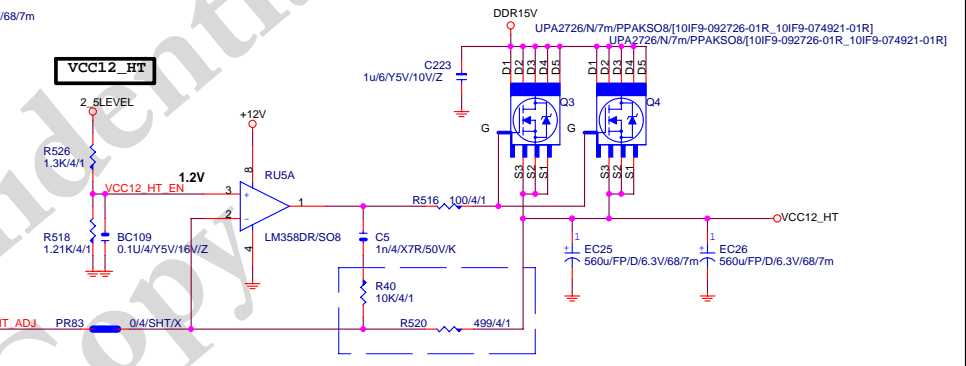 /68/7m
DDR15V
UPA2726/N/7m/PPAKSO8/[10IF9-092726-01R_10IF9-074921-01R]
UPA2726/N/7m/PPAKSO8/[10IF9-092726-01R_10IF9-074921-01R]
VCC12_HT
C223
1u/6/Y5V/10V/Z
D1
D2
D3
D4
D5
D1
D2
D3
D4
D5
2_5LEVEL
+12V
Q3
Q4
G
G
R526
1.3K/4/1
8
RU5A
S3
S2
S1
S3
S2
S1
1.2V
VCC12_HT_EN
3
+
1
2
-
R516
100/4/1
VCC12_HT
R518
1.21K/4/1
BC109
0.1U/4/Y5V/16V/Z
LM358DR/SO8
4
C5
1n/4/X7R/50V/K
1
+
EC25
560u/FP/D/6.3V/68/7m
1
+
EC26
560u/FP/D/6.3V/68/7m
R40
10K/4/1
HT_ADJ
PR83
0/4/SHT/X
R520
499/4/1
Copy